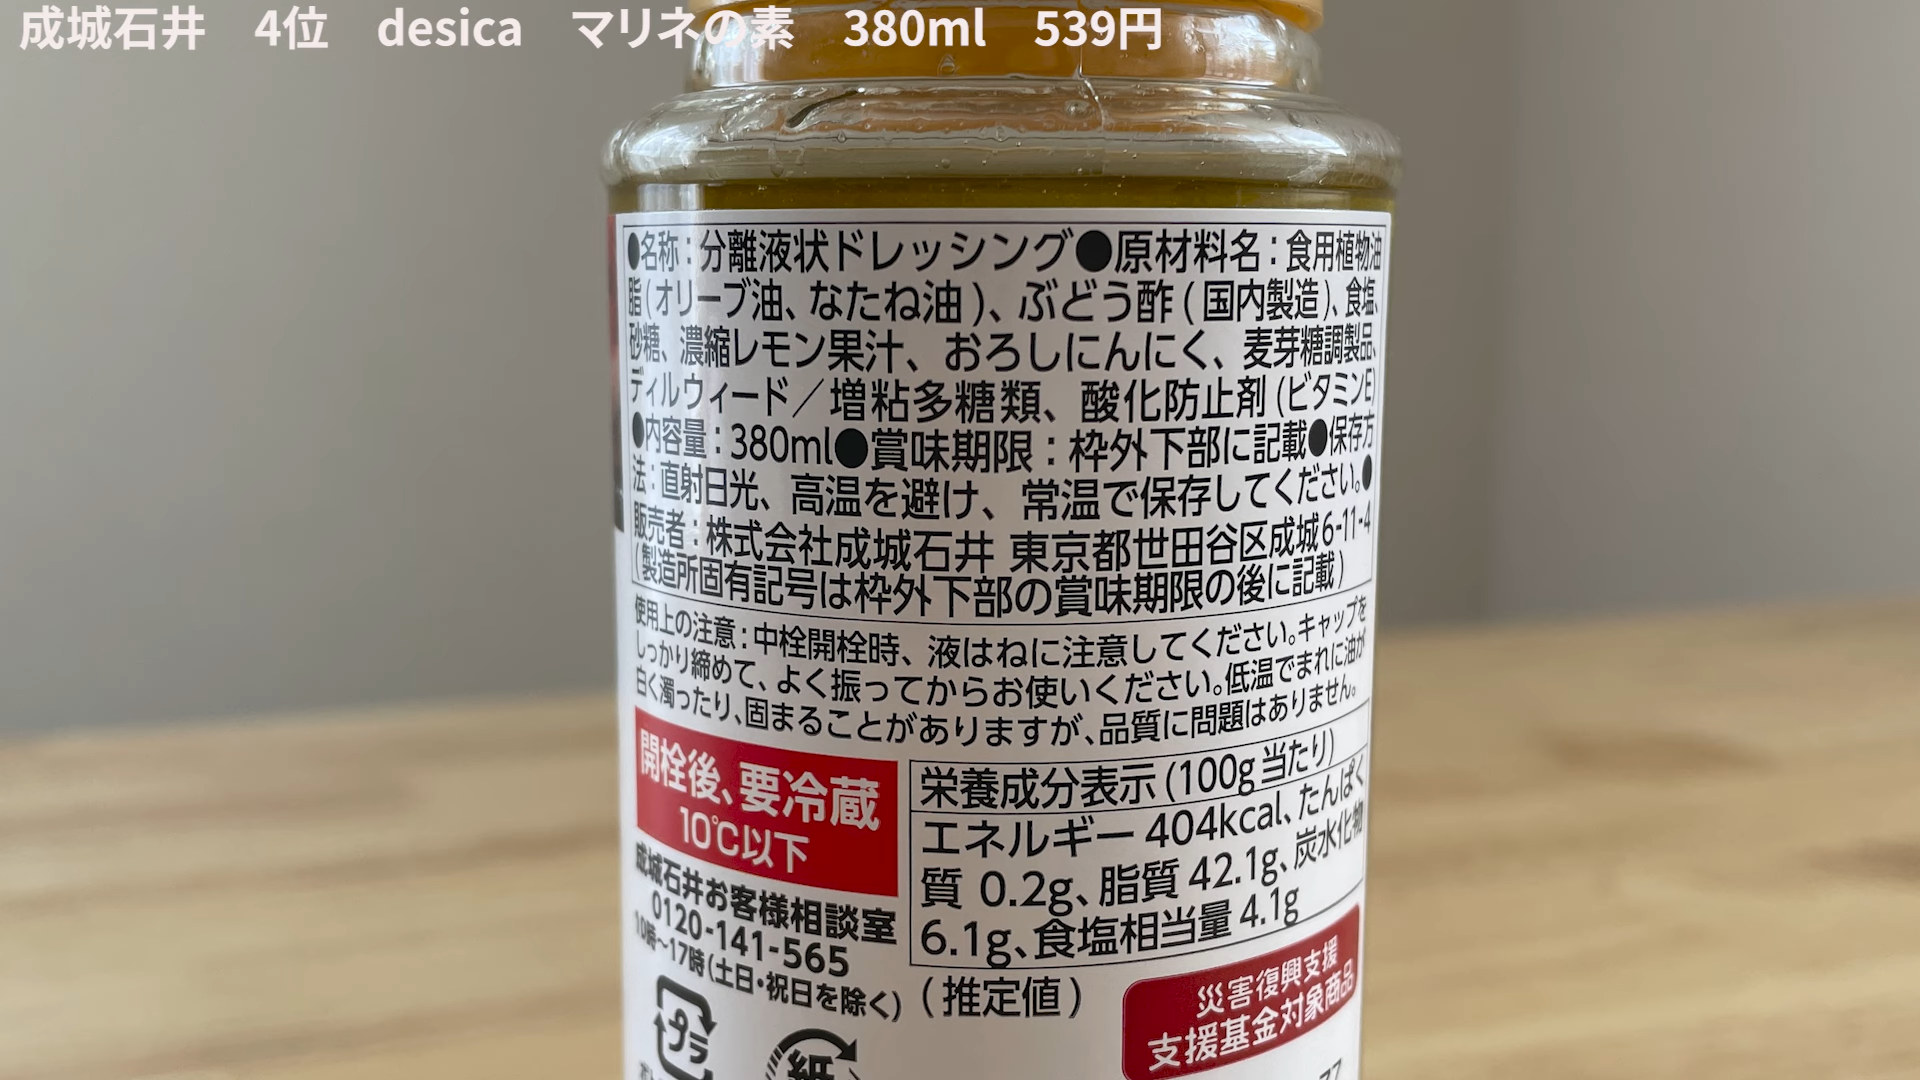 成城石井　4位　desica　マリネの素　380ml　539円
●名称：分離液状ドレッシング●原材料名：食用植物油
脂(オリーブ油、なたね油)、ぶどう酢(国内製造)、食塩、
砂糖、濃縮レモン果汁、おろしにんにく、麦芽糖調製品、
ディルウィード／増粘多糖類、酸化防止剤(ビタミンE)
●内容量：380ml●賞味期限：枠外下部に記載●保存方
法：直射日光、高温を避け、常温で保存してください。●
販売者：株式会社成城石井 東京都世田谷区成城6-11-4
(製造所固有記号は枠外下部の賞味期限の後に記載)
使用上の注意：中栓開栓時、液はねに注意してください。キャップを
しっかり締めて、よく振ってからお使いください。低温でまれに油が
白く濁ったり、固まることがありますが、品質に問題はありません。
開栓後、要冷蔵
10℃以下
成城石井お客様相談室
0120-141-565
10時～17時(土日・祝日を除く)
栄養成分表示(100g当たり)
エネルギー 404kcal、たんぱく
質 0.2g、脂質 42.1g、炭水化物
6.1g、食塩相当量 4.1g
(推定値)
災害復興支援
支援基金対象商品
プラ
紙